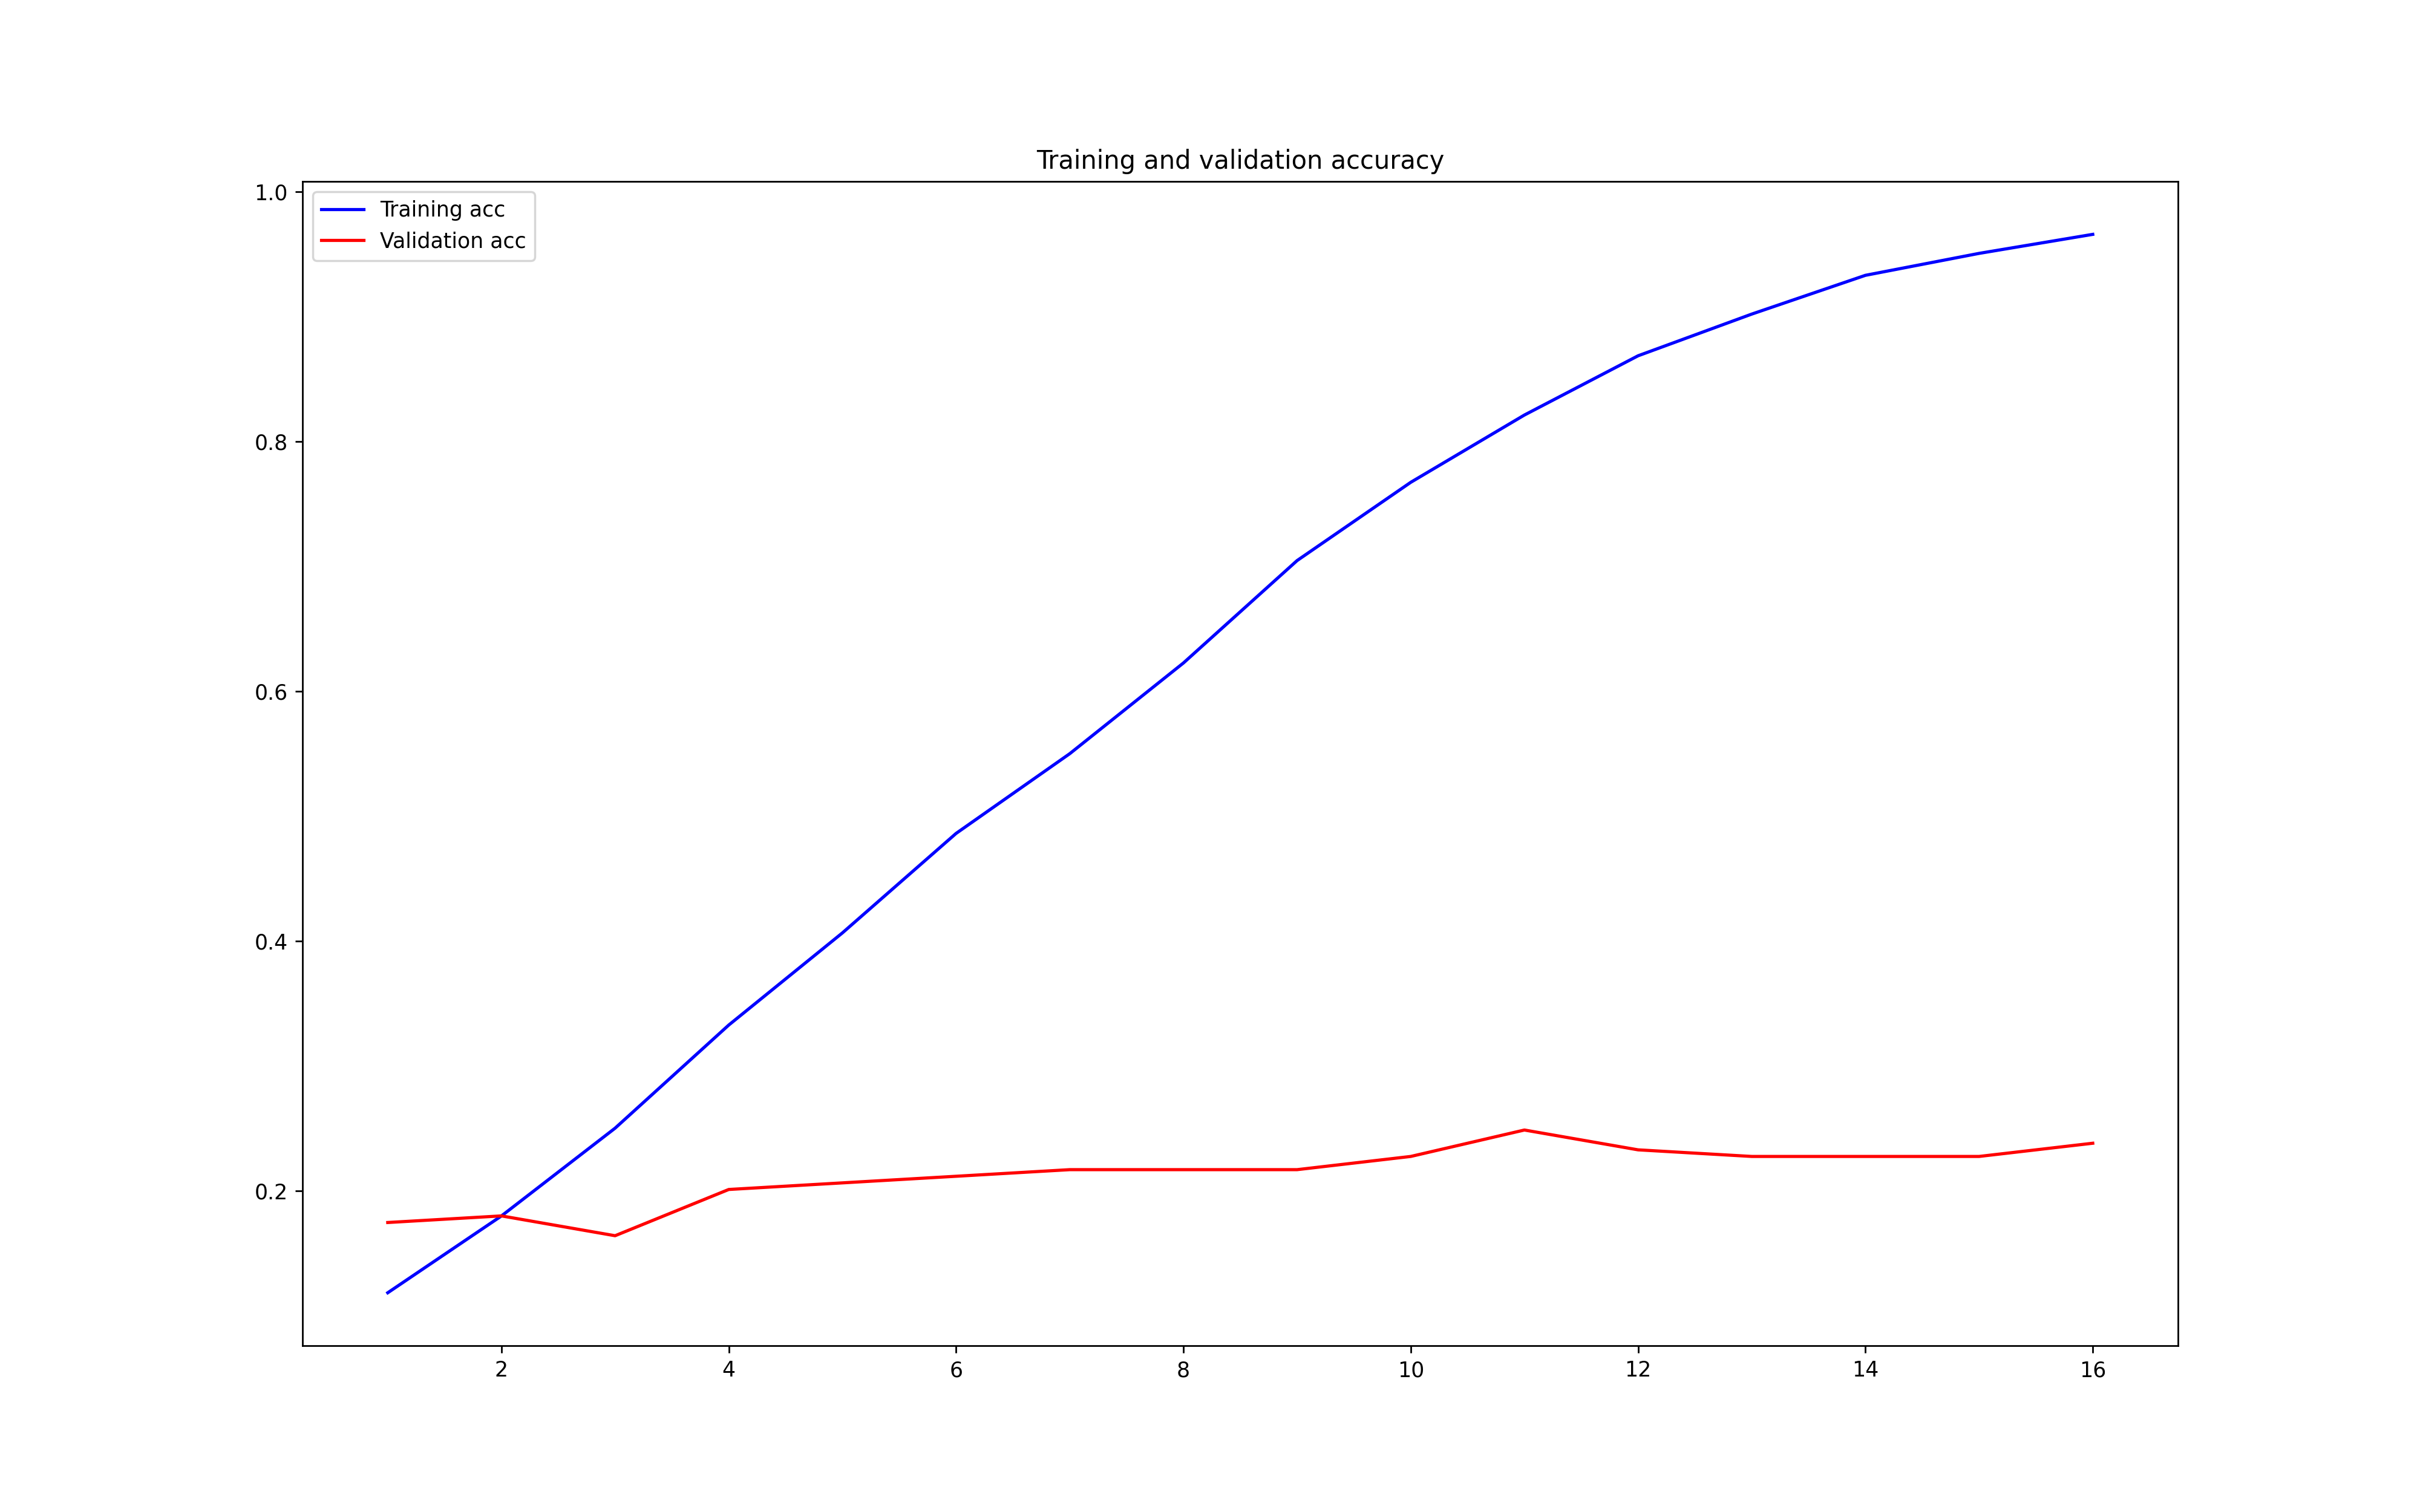 Training and validation accuracy
1.0
Training acc
Validation acc
0.8
0.6
0.4
0.2
2 4 6 8 10 12 14 16